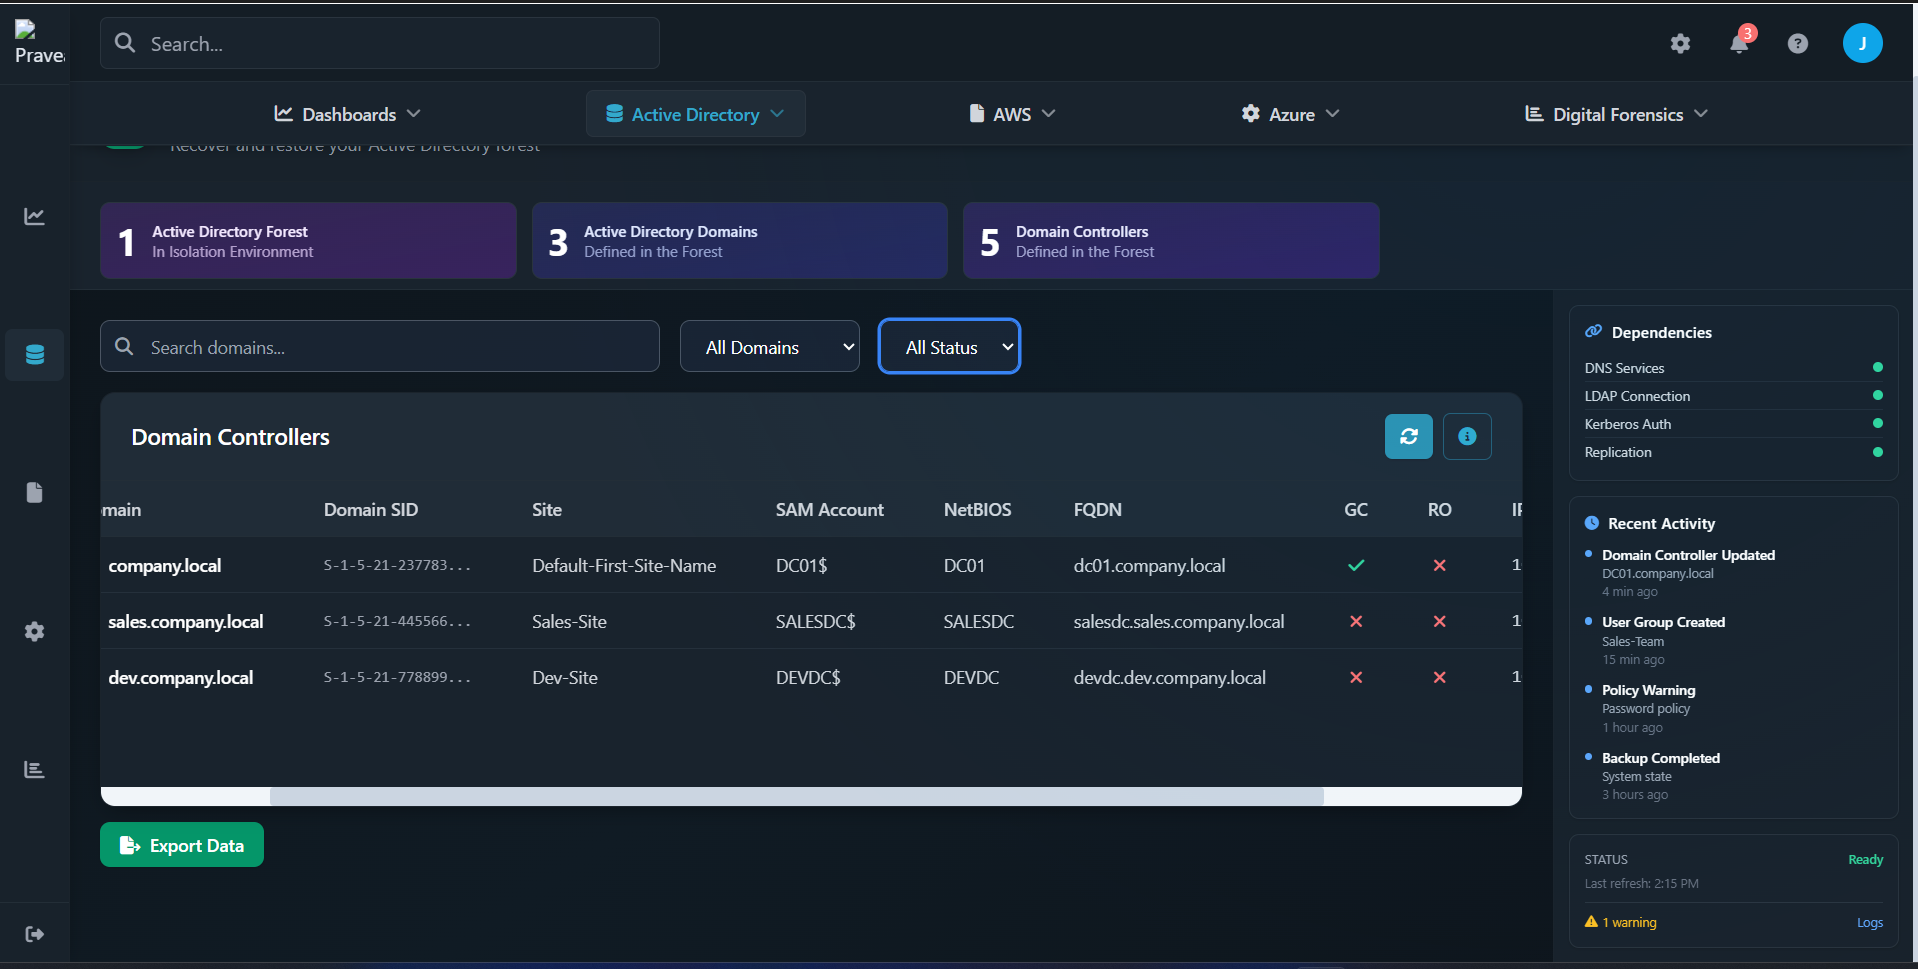 Prave
Search...
3
?
J
Dashboards
Active Directory
AWS
Azure
Digital Forensics
Recover and restore your Active Directory forest
1
Active Directory Forest
In Isolation Environment
3
Active Directory Domains
Defined in the Forest
5
Domain Controllers
Defined in the Forest
Search domains...
All Domains
All Status
Domain Controllers
main Domain SID Site SAM Account NetBIOS FQDN GC RO
company.local S-1-5-21-237783... Default-First-Site-Name DC01$ DC01 dc01.company.local
sales.company.local S-1-5-21-445566... Sales-Site SALESDC$ SALESDC salesdc.sales.company.local
dev.company.local S-1-5-21-778899... Dev-Site DEVDC$ DEVDC devdc.dev.company.local
Export Data
Dependencies
DNS Services
LDAP Connection
Kerberos Auth
Replication
Recent Activity
Domain Controller Updated
DC01.company.local
4 min ago
User Group Created
Sales-Team
15 min ago
Policy Warning
Password policy
1 hour ago
Backup Completed
System state
3 hours ago
STATUS Ready
Last refresh: 2:15 PM
1 warning Logs